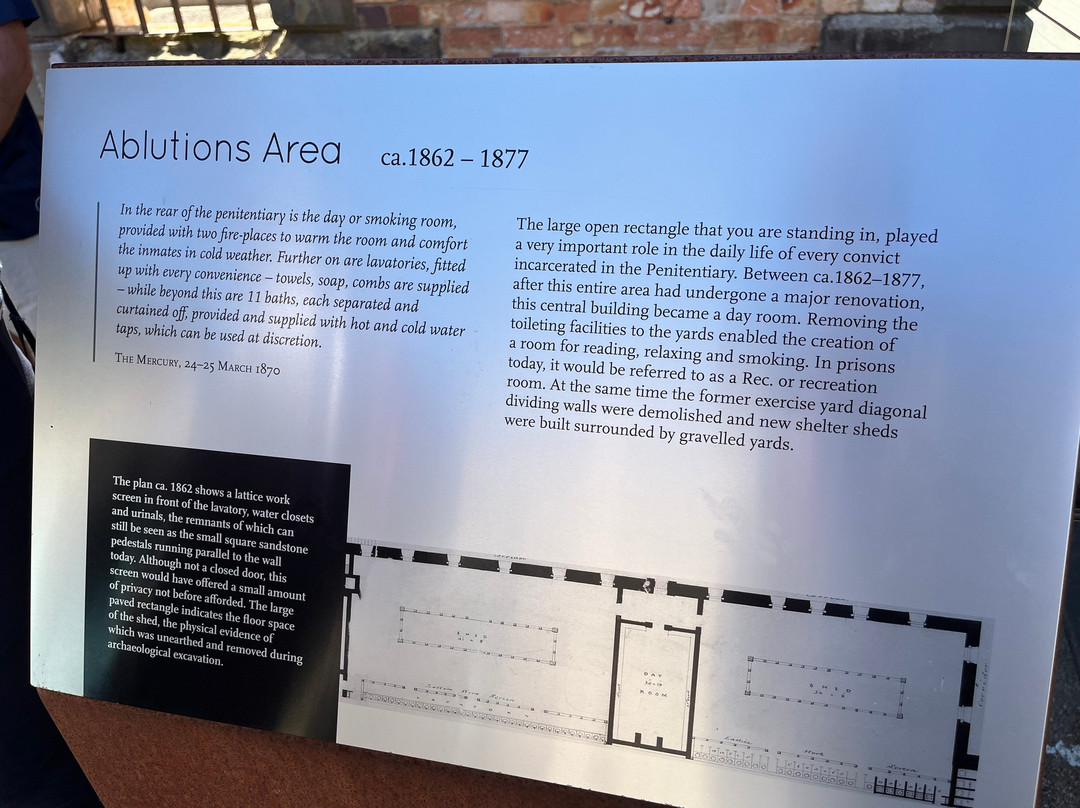 Ablutions Area ca.1862 – 1877
In the rear of the penitentiary is the day or smoking room,
provided with two fire-places to warm the room and comfort
the inmates in cold weather. Further on are lavatories, fitted
up with every convenience – towels, soap, combs are supplied
– while beyond this are 11 baths, each separated and
curtained off, provided and supplied with hot and cold water
taps, which can be used at discretion.
The Mercury, 24–25 March 1870
The large open rectangle that you are standing in, played
a very important role in the daily life of every convict
incarcerated in the Penitentiary. Between ca.1862–1877,
after this entire area had undergone a major renovation,
this central building became a day room. Removing the
toileting facilities to the yards enabled the creation of
a room for reading, relaxing and smoking. In prisons
today, it would be referred to as a Rec. or recreation
room. At the same time the former exercise yard diagonal
dividing walls were demolished and new shelter sheds
were built surrounded by gravelled yards.
The plan ca. 1862 shows a lattice work
screen in front of the lavatory, water closets
and urinals, the remnants of which can
still be seen as the small square sandstone
pedestals running parallel to the wall
today. Although not a closed door, this
screen would have offered a small amount
of privacy not before afforded. The large
paved rectangle indicates the floor space
of the shed, the physical evidence of
which was unearthed and removed during
archaeological excavation.
SHED
DAY
ROOM
SHED
Lattice Work Screen